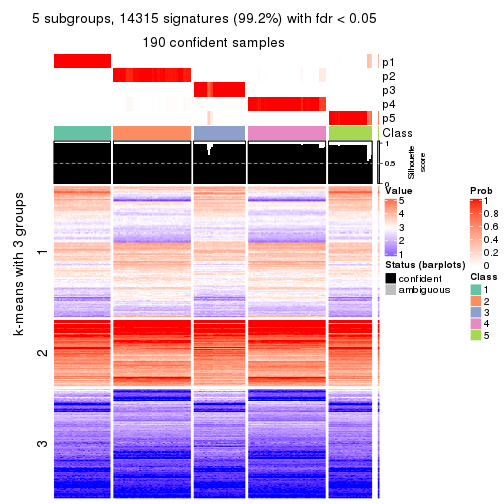 5 subgroups, 14315 signatures (99.2%) with fdr < 0.05
190 confident samples
p1
p2
p3
p4
p5
Class
1
0.5
0
Silhouette
score
k-means with 3 groups
1
2
3
Value
5
4
3
2
1
Status (barplots)
confident
ambiguous
Prob
1
0.8
0.6
0.4
0.2
0
Class
1
2
3
4
5